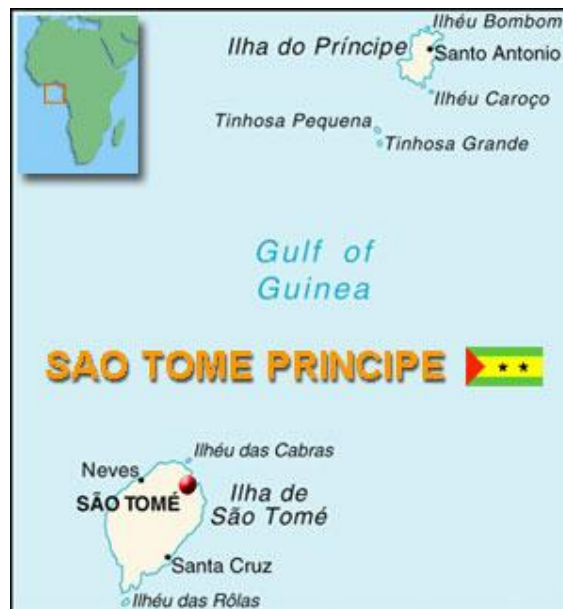 Ilhéu Bombom
Ilha do Príncipe
Santo Antonio
Ilhéu Caroço
Tinhosa Pequena
Tinhosa Grande
Gulf of
Guinea
SAO TOME PRINCIPE
Ilhéu das Cabras
Neves
SÃO TOMÉ
Ilha de
São Tomé
Santa Cruz
Ilhéu das Rôlas